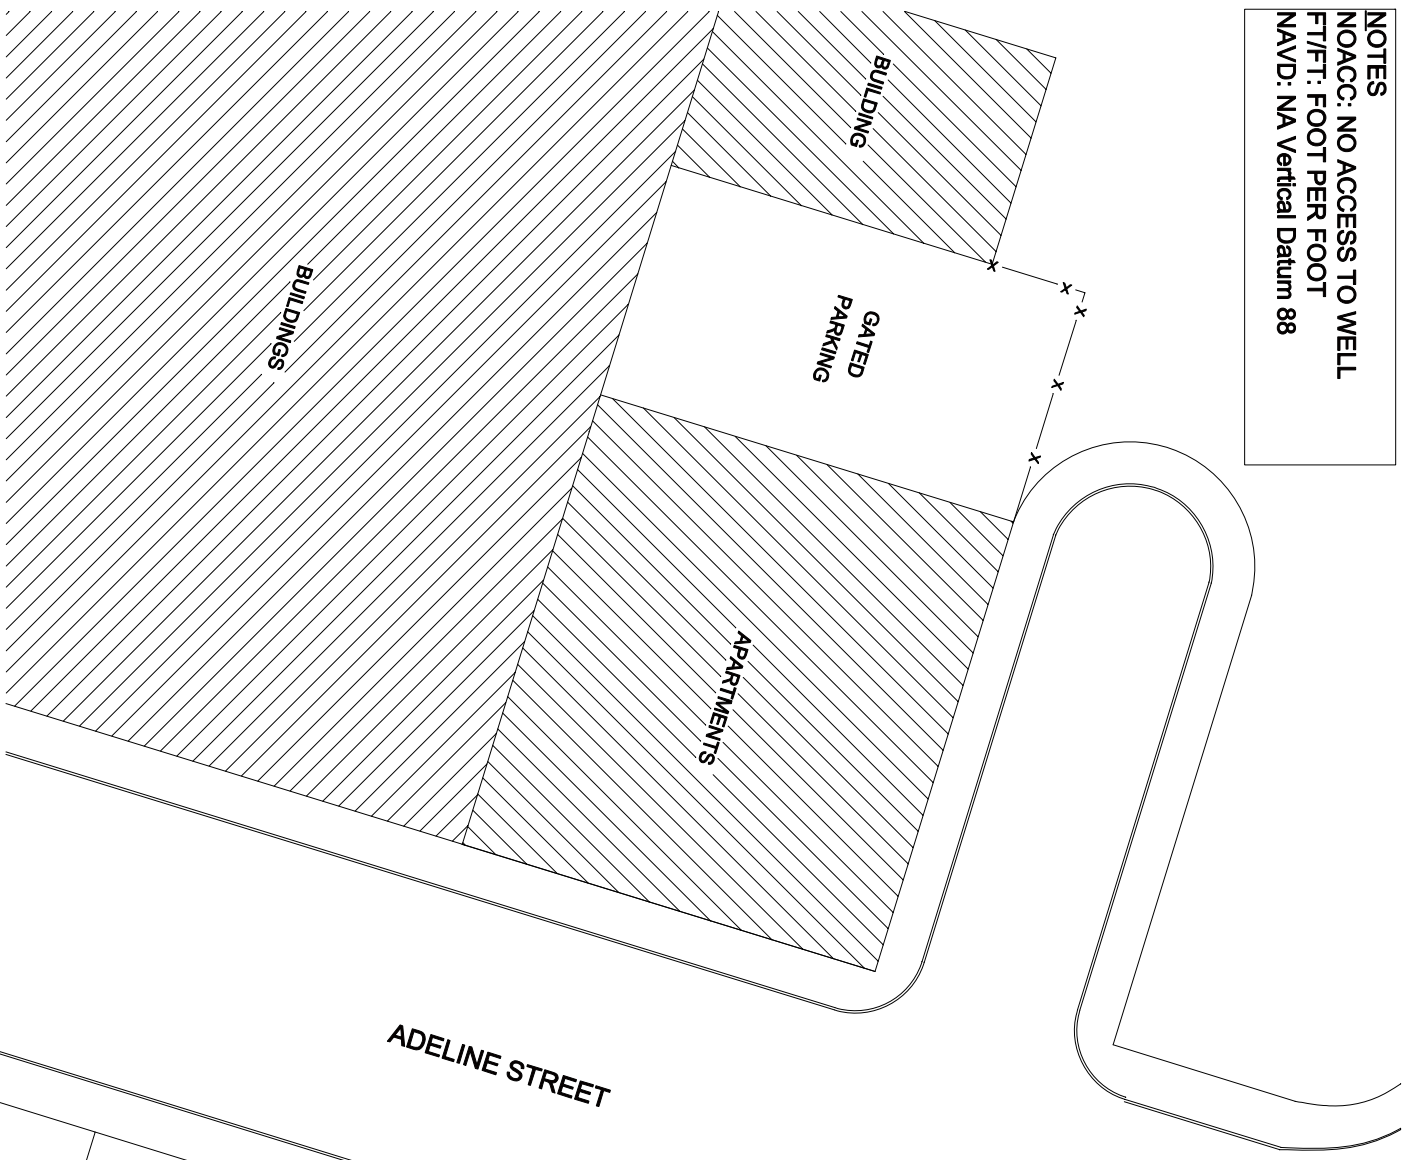 NOTES
NOACC: NO ACCESS TO WELL
FT/FT: FOOT PER FOOT
NAVD: NA Vertical Datum 88
BUILDING
BUILDINGS
GATED
PARKING
APARTMENTS
ADELINE STREET